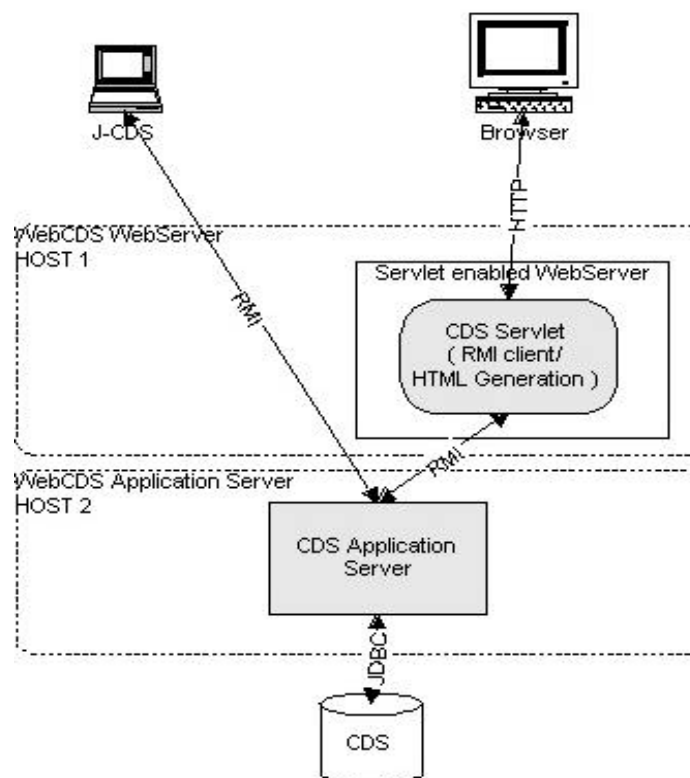 J-CDS
Browser
HTTP
WebCDS WebServer
HOST 1
Servlet enabled WebServer
RMI
CDS Servlet
( RMI client/
HTML Generation )
RMI
WebCDS Application Server
HOST 2
CDS Application
Server
JDBC
CDS